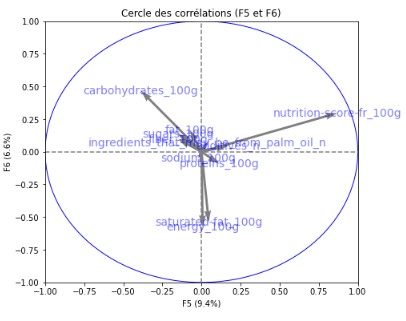 Cercle des corrélations (F5 et F6)
1.00
0.75
0.50
0.25
0.00
−0.25
−0.50
−0.75
−1.00
F6 (6.6%)
carbohydrates_100g
nutrition-score-fr_100g
fat_100g
sugars_100g
sodium_100g
proteins_100g
saturated-fat_100g
energy_100g
−1.00 −0.75 −0.50 −0.25 0.00 0.25 0.50 0.75 1.00
F5 (9.4%)